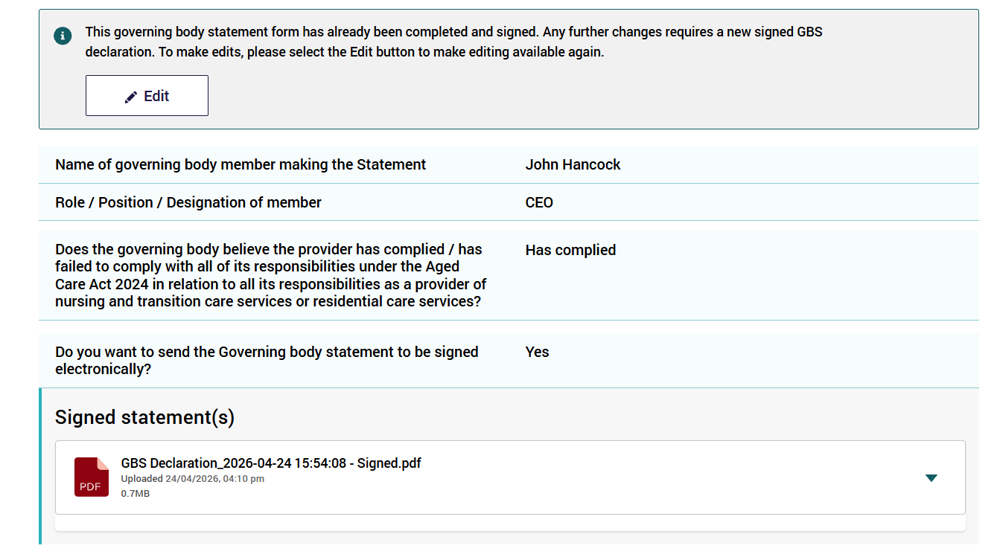 This governing body statement form has already been completed and signed. Any further changes requires a new signed GBS
declaration. To make edits, please select the Edit button to make editing available again.
Edit
Name of governing body member making the Statement John Hancock
Role / Position / Designation of member CEO
Does the governing body believe the provider has complied / has Has complied
failed to comply with all of its responsibilities under the Aged
Care Act 2024 in relation to all its responsibilities as a provider of
nursing and transition care services or residential care services?
Do you want to send the Governing body statement to be signed Yes
electronically?
Signed statement(s)
GBS Declaration_2026-04-24 15:54:08 - Signed.pdf
Uploaded 24/04/2026, 04:10 pm
PDF
0.7MB